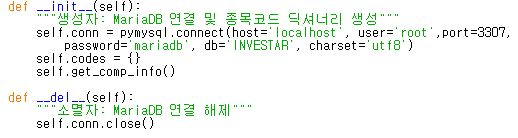 def __init__(self):
    """생성자: MariaDB 연결 및 종목코드 딕셔너리 생성"""
    self.conn = pymysql.connect(host='localhost', user='root',port=3307,
        password='mariadb', db='INVESTAR', charset='utf8')
    self.codes = {}
    self.get_comp_info()

def __del__(self):
    """소멸자: MariaDB 연결 해제"""
    self.conn.close()